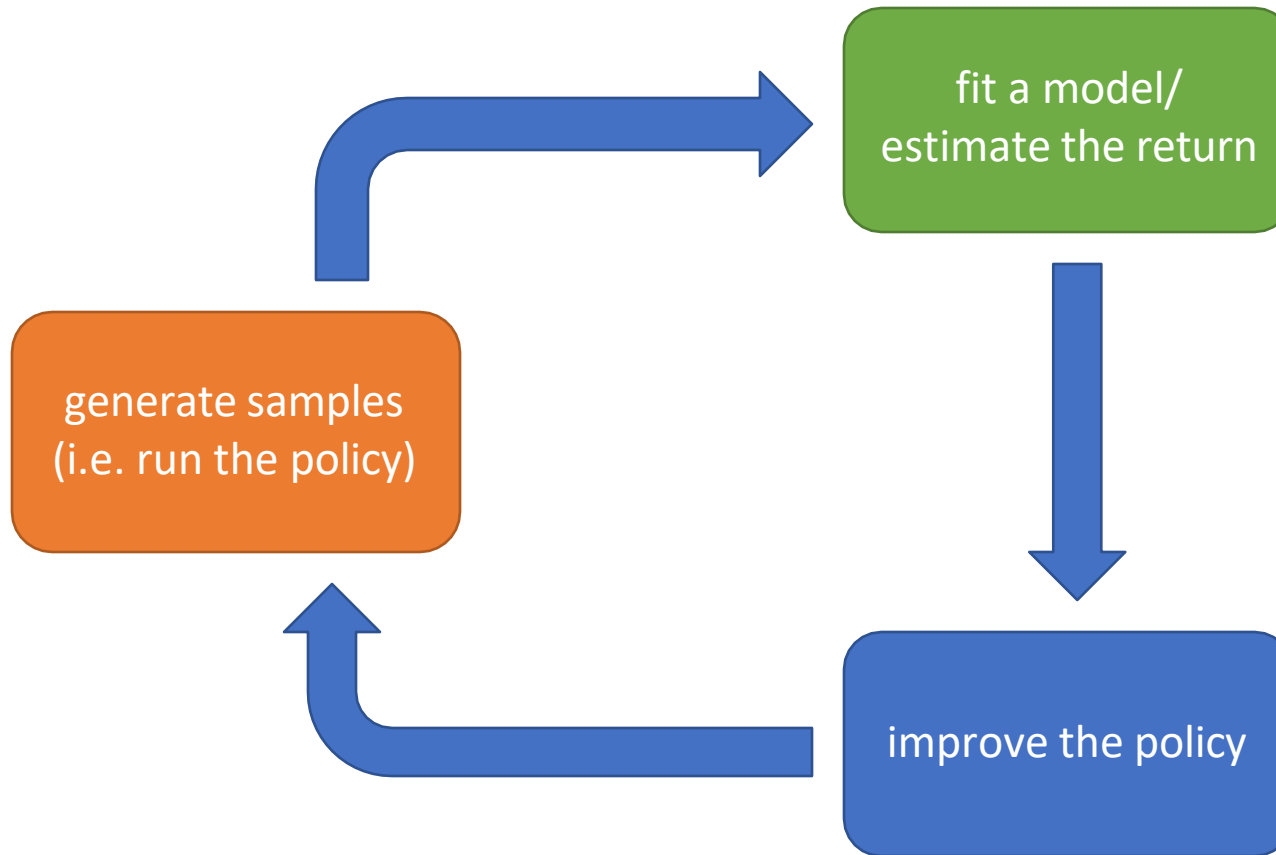 fit a model/
estimate the return
generate samples
(i.e. run the policy)
improve the policy